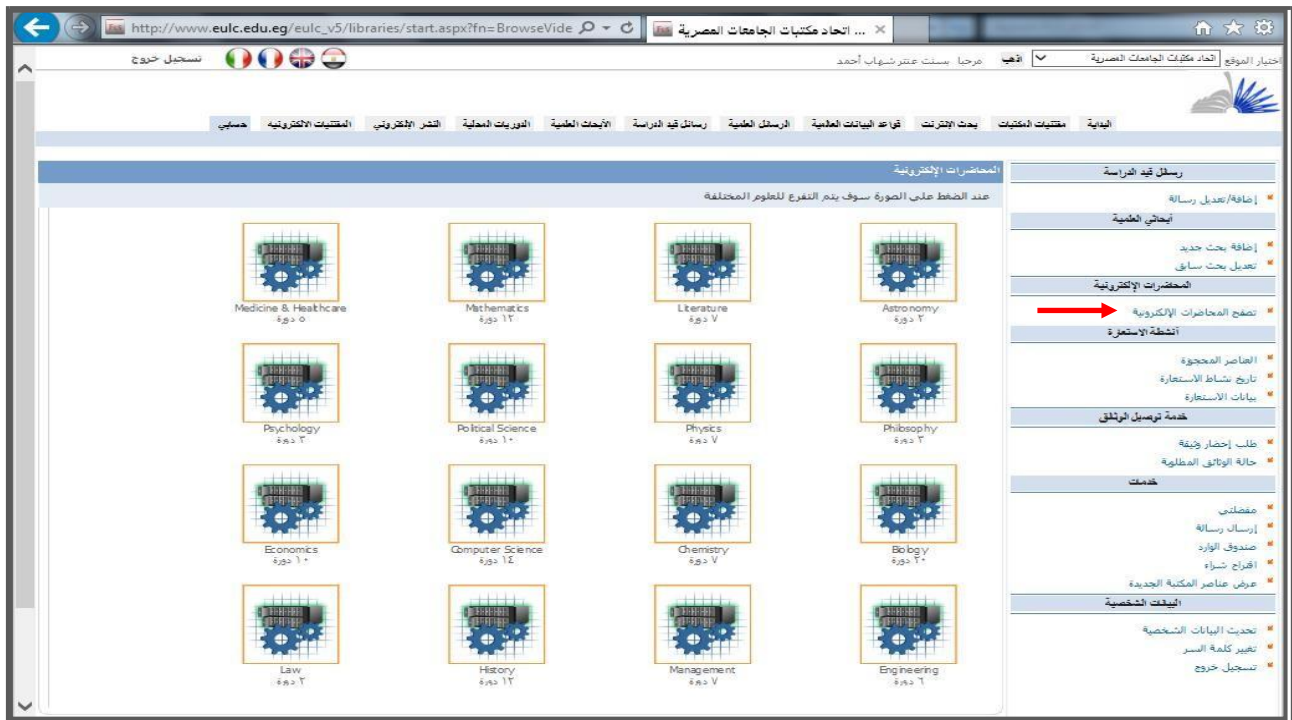 http://www.eulc.edu.eg/eulc_v5/libraries/start.aspx?fn=BrowseVide
اتحاد مكتبات الجامعات المصرية ...
اختيار الموقع
اتحاد مكتبات الجامعات المصرية
اذهب
مرحبا بسنت عنتر شهاب أحمد
تسجيل خروج
البداية مقتنيات المكتبات بحث الإنترنت قواعد البيانات العالمية الرسائل العلمية رسائل قيد الدراسة الأبحاث العلمية الدوريات المحلية النشر الإلكتروني المقتنيات الالكترونيه حسابي
رسائل قيد الدراسة
إضافة/تعديل رسالة
أبحاثي العلمية
إضافة بحث جديد
تعديل بحث سابق
المحاضرات الإلكترونية
تصفح المحاضرات الإلكترونية
أنشطة الاستعارة
العناصر المحجوزة
تاريخ نشاط الاستعارة
بيانات الاستعارة
خدمة توصيل الوثائق
طلب إحضار وثيقة
حالة الوثائق المطلوبة
خدمات
مفضلتي
إرسال رسالة
صندوق الوارد
اقتراح شراء
عرض عناصر المكتبة الجديدة
البيانات الشخصية
تحديث البيانات الشخصية
تغيير كلمة السر
تسجيل خروج
المحاضرات الإلكترونية
عند الضغط على الصورة سوف يتم التفرع للعلوم المختلفة
Astronomy
٢ دورة
Literature
٧ دورة
Mathematics
١٢ دورة
Medicine & Healthcare
٥ دورة
Philosophy
٣ دورة
Physics
٧ دورة
Political Science
١٠ دورة
Psychology
٣ دورة
Biology
٢٠ دورة
Chemistry
٧ دورة
Computer Science
١٤ دورة
Economics
١٠ دورة
Engineering
٦ دورة
Management
٧ دورة
History
١٢ دورة
Law
٢ دورة